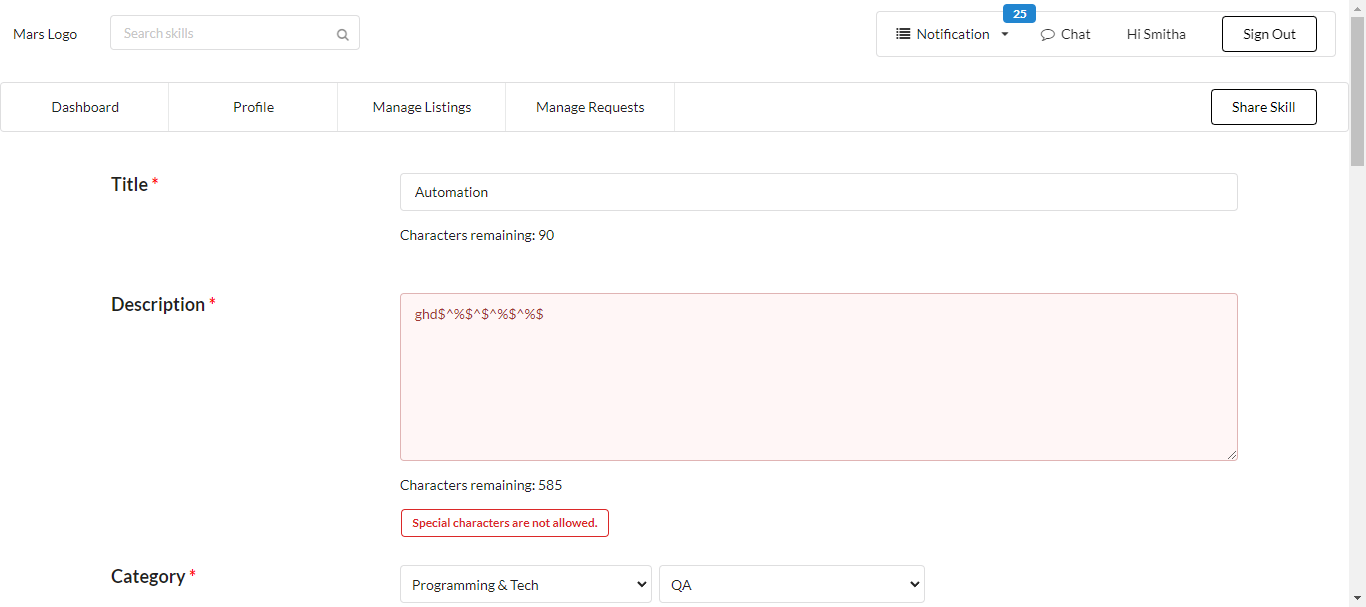 Mars Logo
Search skills
25
Notification
Chat
Hi Smitha
Sign Out
Dashboard
Profile
Manage Listings
Manage Requests
Share Skill
Title *
Automation
Characters remaining: 90
Description *
ghd$^%$^$^%$^%$
Characters remaining: 585
Special characters are not allowed.
Category *
Programming & Tech
QA